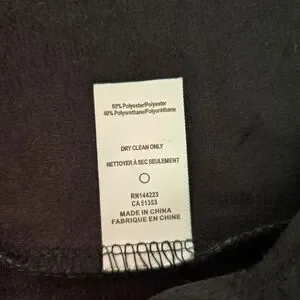 60% Polyester/Polyester
40% Polyurethane/Polyuréthane
DRY CLEAN ONLY
NETTOYER À SEC SEULEMENT
RN144223
CA 51353
MADE IN CHINA
FABRIQUE EN CHINE